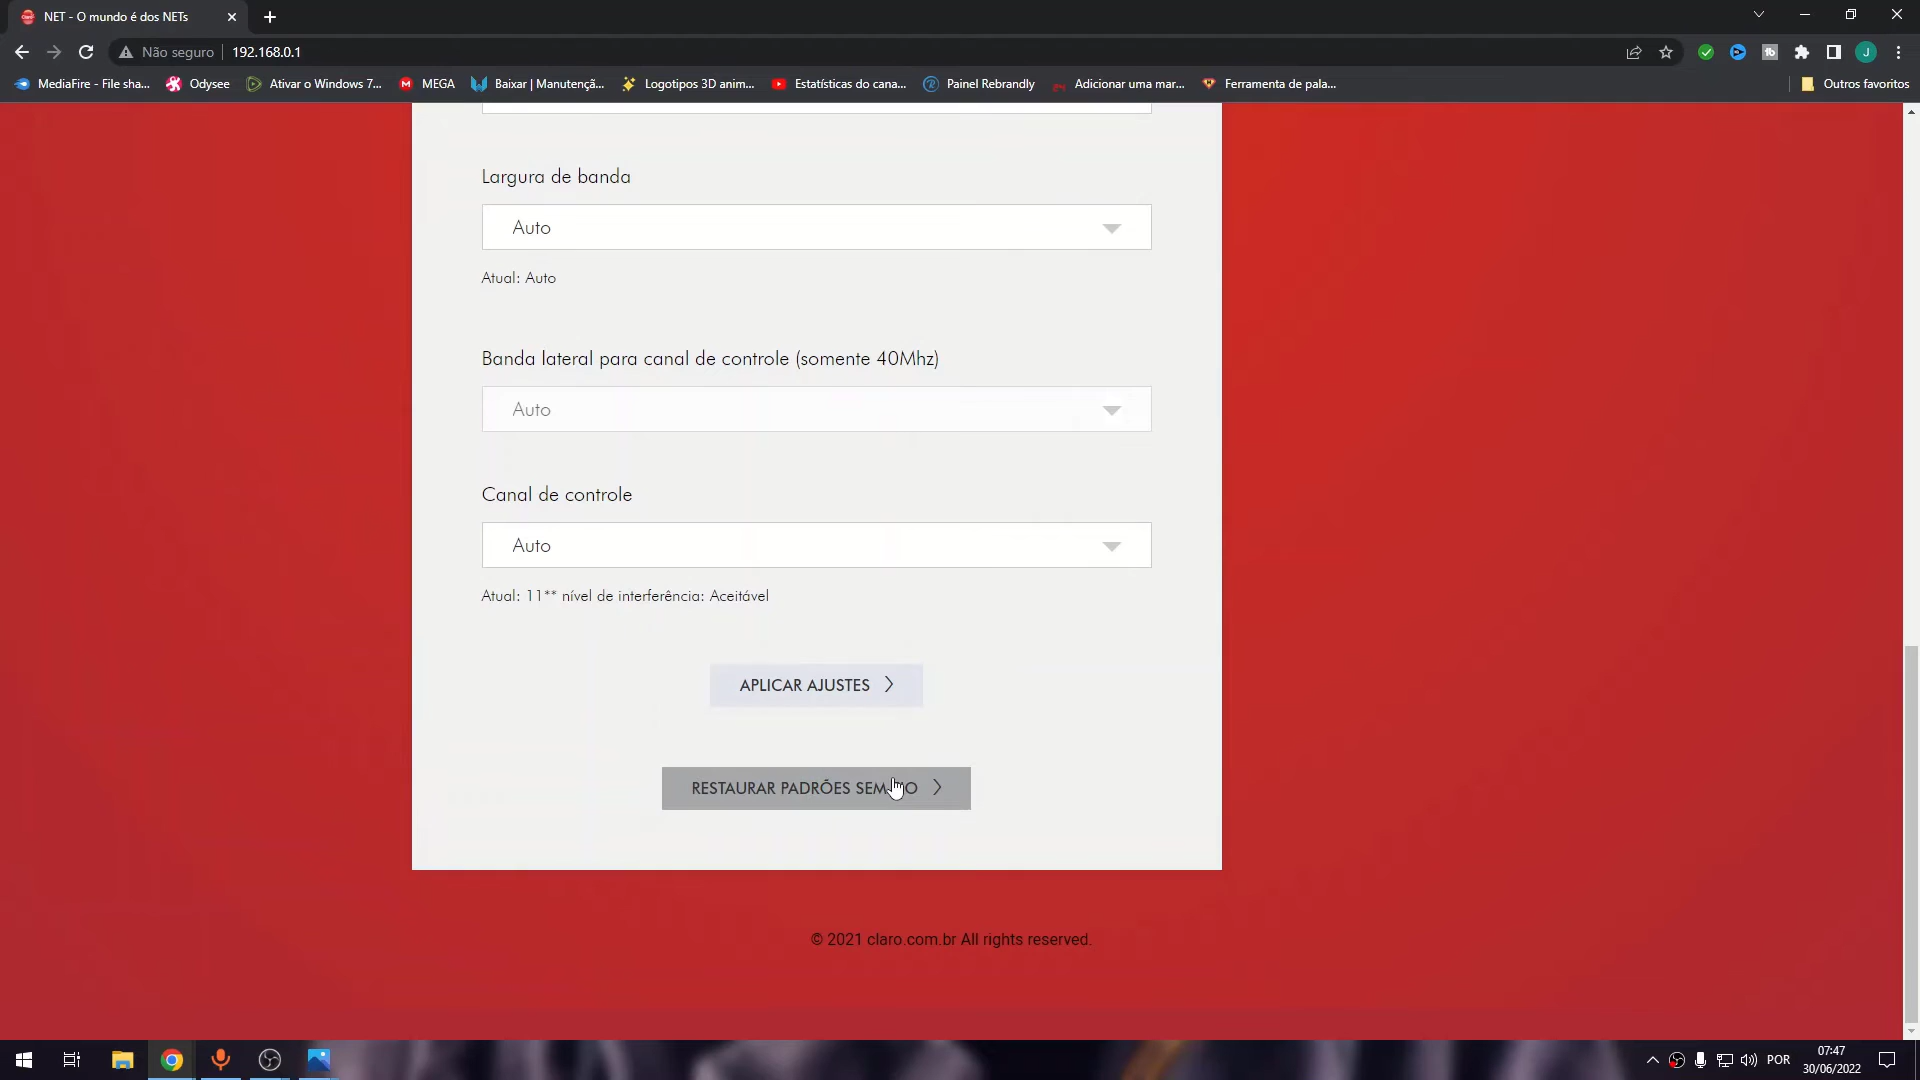 NET - O mundo é dos NETs
Não seguro
192.168.0.1
MediaFire - File sha...
Odysee
Ativar o Windows 7...
MEGA
Baixar | Manutençã...
Logotipos 3D anim...
Estatísticas do cana...
Painel Rebrandly
Adicionar uma mar...
Ferramenta de pala...
Outros favoritos
Largura de banda
Auto
Atual: Auto
Banda lateral para canal de controle (somente 40Mhz)
Auto
Canal de controle
Auto
Atual: 11** nível de interferência: Aceitável
APLICAR AJUSTES
RESTAURAR PADRÕES
© 2021 claro.com.br All rights reserved.
POR
07:47
30/06/2022